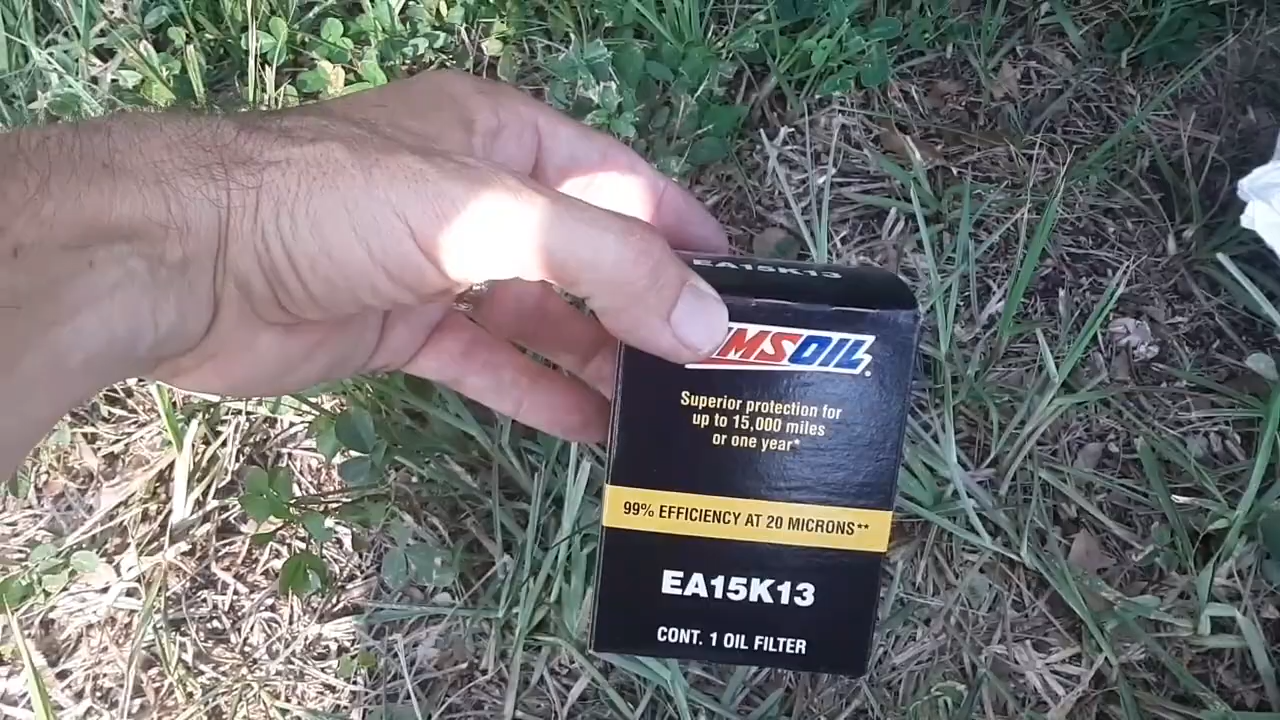 EA15K13
MSOIL
Superior protection for
up to 15,000 miles
or one year*
99% EFFICIENCY AT 20 MICRONS**
EA15K13
CONT. 1 OIL FILTER